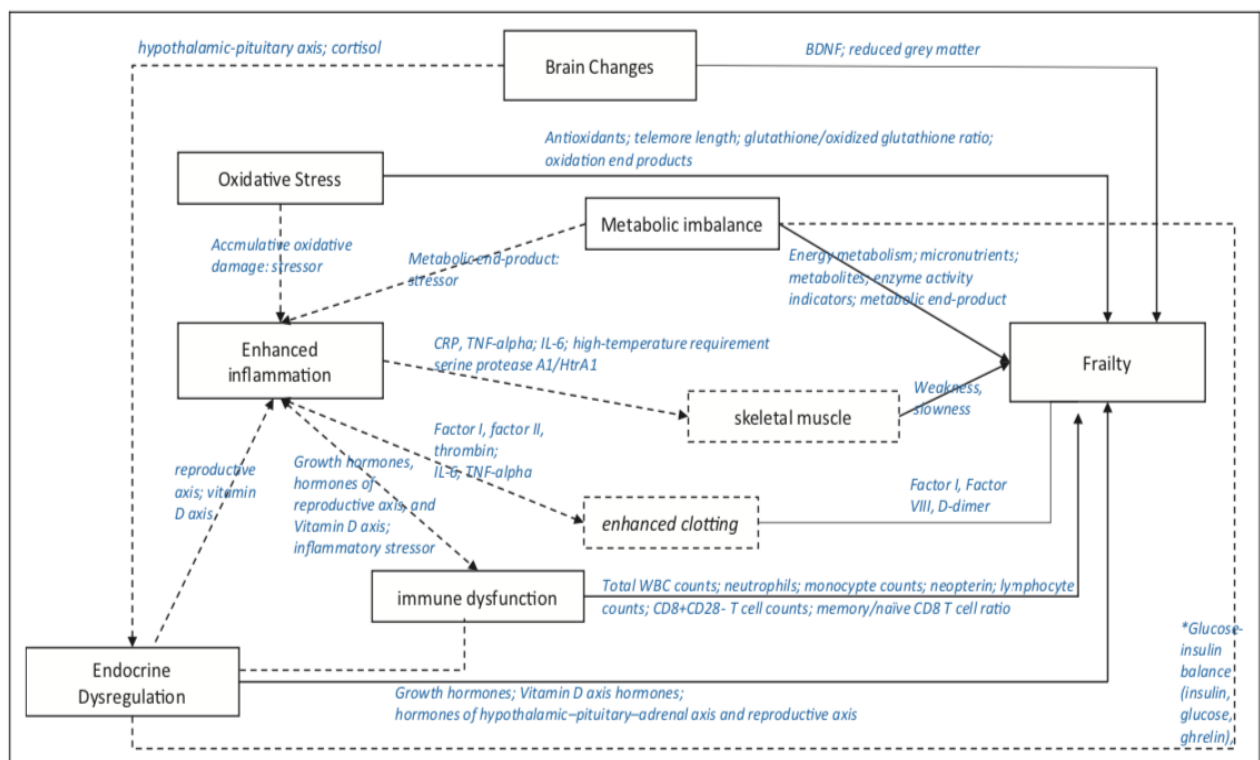 hypothalamic-pituitary axis; cortisol
Brain Changes
BDNF; reduced grey matter
Antioxidants; telemore length; glutathione/oxidized glutathione ratio;
oxidation end products
Oxidative Stress
Metabolic imbalance
Accmulative oxidative
damage: stressor
Metabolic end-product:
stressor
Energy metabolism; micronutrients;
metabolites; enzyme activity
indicators; metabolic end-product
Enhanced
inflammation
CRP, TNF-alpha; IL-6; high-temperature requirement
serine protease A1/HtrA1
Frailty
skeletal muscle
Weakness,
slowness
Factor I, factor II,
thrombin;
IL-6; TNF-alpha
Growth hormones,
hormones of
reproductive axis, and
Vitamin D axis;
inflammatory stressor
reproductive
axis; vitamin
D axis
enhanced clotting
Factor I, Factor
VIII, D-dimer
immune dysfunction
Total WBC counts; neutrophils; monocypte counts; neopterin; lymphocyte
counts; CD8+CD28- T cell counts; memory/naïve CD8 T cell ratio
Endocrine
Dysregulation
Growth hormones; Vitamin D axis hormones;
hormones of hypothalamic–pituitary–adrenal axis and reproductive axis
*Glucose-
insulin
balance
(insulin,
glucose,
ghrelin),